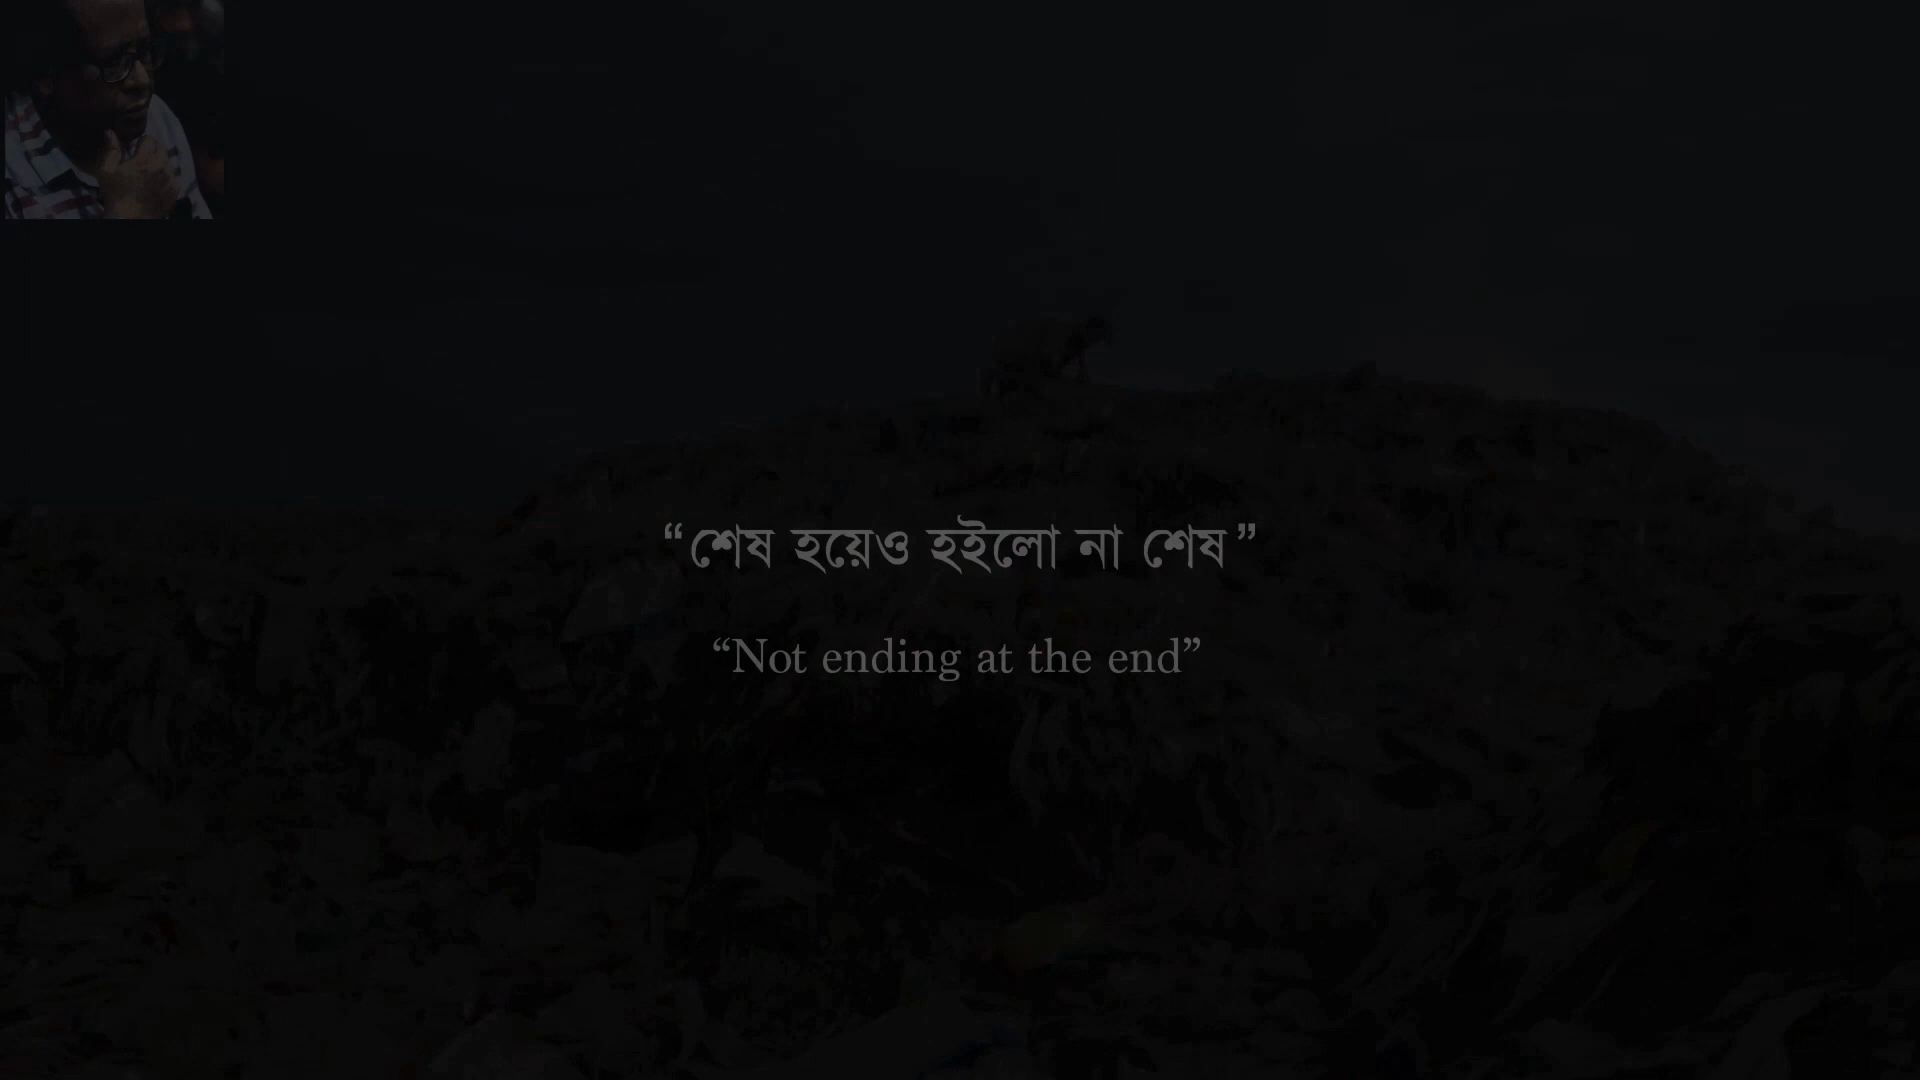 “শেষ হয়েও হইলো না শেষ”
“Not ending at the end”